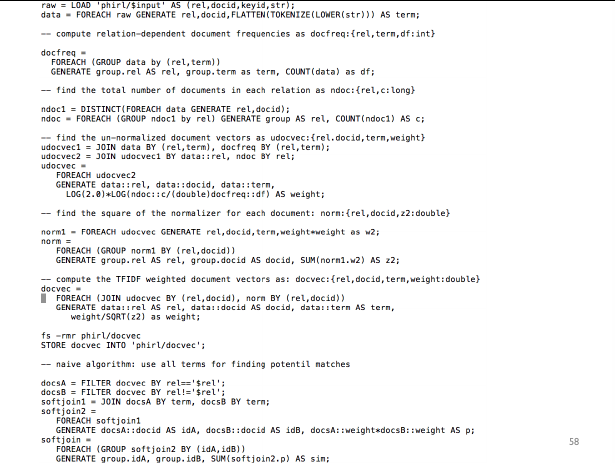 raw = LOAD 'phirl/$input' AS (rel,docid,keyid,str);
data = FOREACH raw GENERATE rel,docid,FLATTEN(TOKENIZE(LOWER(str))) AS term;
-- compute relation-dependent document frequencies as docfreq:{rel,term,df:int}
docfreq =
FOREACH (GROUP data by (rel,term))
GENERATE group.rel AS rel, group.term as term, COUNT(data) as df;
-- find the total number of documents in each relation as ndoc:{rel,c:long}
ndoc1 = DISTINCT(FOREACH data GENERATE rel,docid);
ndoc = FOREACH (GROUP ndoc1 by rel) GENERATE group AS rel, COUNT(ndoc1) AS c;
-- find the un-normalized document vectors as udocvec:{rel.docid,term,weight}
udocvec1 = JOIN data BY (rel,term), docfreq BY (rel,term);
udocvec2 = JOIN udocvec1 BY data::rel, ndoc BY rel;
udocvec =
FOREACH udocvec2
GENERATE data::rel, data::docid, data::term,
LOG(2.0)*LOG(ndoc::c/(double)docfreq::df) AS weight;
-- find the square of the normalizer for each document: norm:{rel,docid,z2:double}
norm1 = FOREACH udocvec GENERATE rel,docid,term,weight*weight as w2;
norm =
FOREACH (GROUP norm1 BY (rel,docid))
GENERATE group.rel AS rel, group.docid AS docid, SUM(norm1.w2) AS z2;
-- compute the TFIDF weighted document vectors as: docvec:{rel,docid,term,weight:double}
docvec =
FOREACH (JOIN udocvec BY (rel,docid), norm BY (rel,docid))
GENERATE data::rel AS rel, data::docid AS docid, data::term AS term,
weight/SQRT(z2) as weight;
fs -rmr phirl/docvec
STORE docvec INTO 'phirl/docvec';
-- naive algorithm: use all terms for finding potentil matches
docsA = FILTER docvec BY rel=='$rel';
docsB = FILTER docvec BY rel!='$rel';
softjoin1 = JOIN docsA BY term, docsB BY term;
softjoin2 =
FOREACH softjoin1
GENERATE docsA::docid AS idA, docsB::docid AS idB, docsA::weight*docsB::weight AS p;
softjoin =
FOREACH (GROUP softjoin2 BY (idA,idB))
GENERATE group.idA, group.idB, SUM(softjoin2.p) AS sim;
58